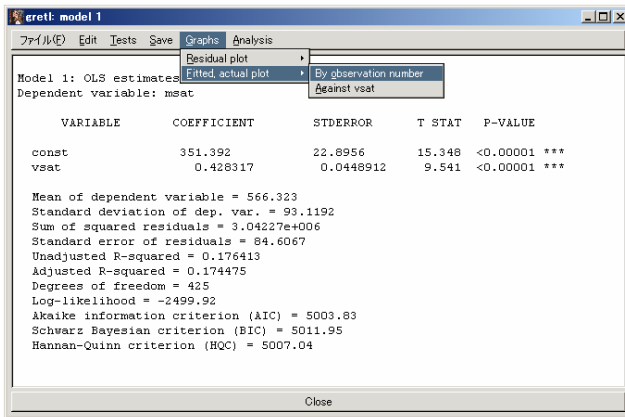 gretl: model 1
ファイル(F) Edit Tests Save Graphs Analysis
Residual plot
Fitted, actual plot
By observation number
Against vsat
Model 1: OLS estimates
Dependent variable: msat
VARIABLE COEFFICIENT STDERROR T STAT P-VALUE
const 351.392 22.8956 15.348 <0.00001 ***
vsat 0.428317 0.0448912 9.541 <0.00001 ***
Mean of dependent variable = 566.323
Standard deviation of dep. var. = 93.1192
Sum of squared residuals = 3.04227e+006
Standard error of residuals = 84.6067
Unadjusted R-squared = 0.176413
Adjusted R-squared = 0.174475
Degrees of freedom = 425
Log-likelihood = -2499.92
Akaike information criterion (AIC) = 5003.83
Schwarz Bayesian criterion (BIC) = 5011.95
Hannan-Quinn criterion (HQC) = 5007.04
Close